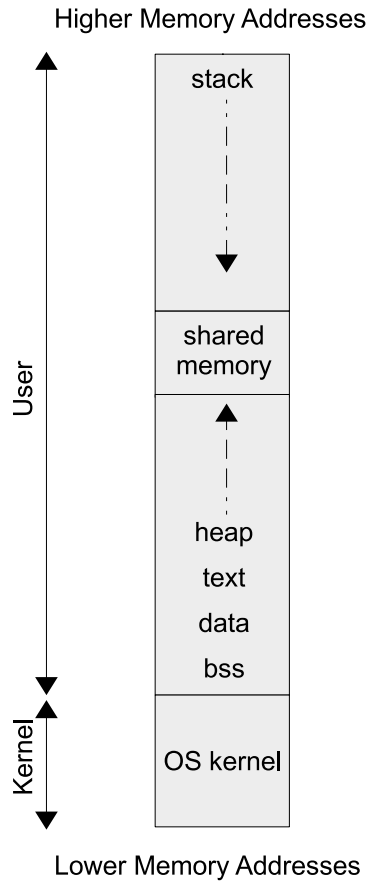 Higher Memory Addresses
stack
shared
memory
User
heap
text
data
bss
Kernel
OS kernel
Lower Memory Addresses